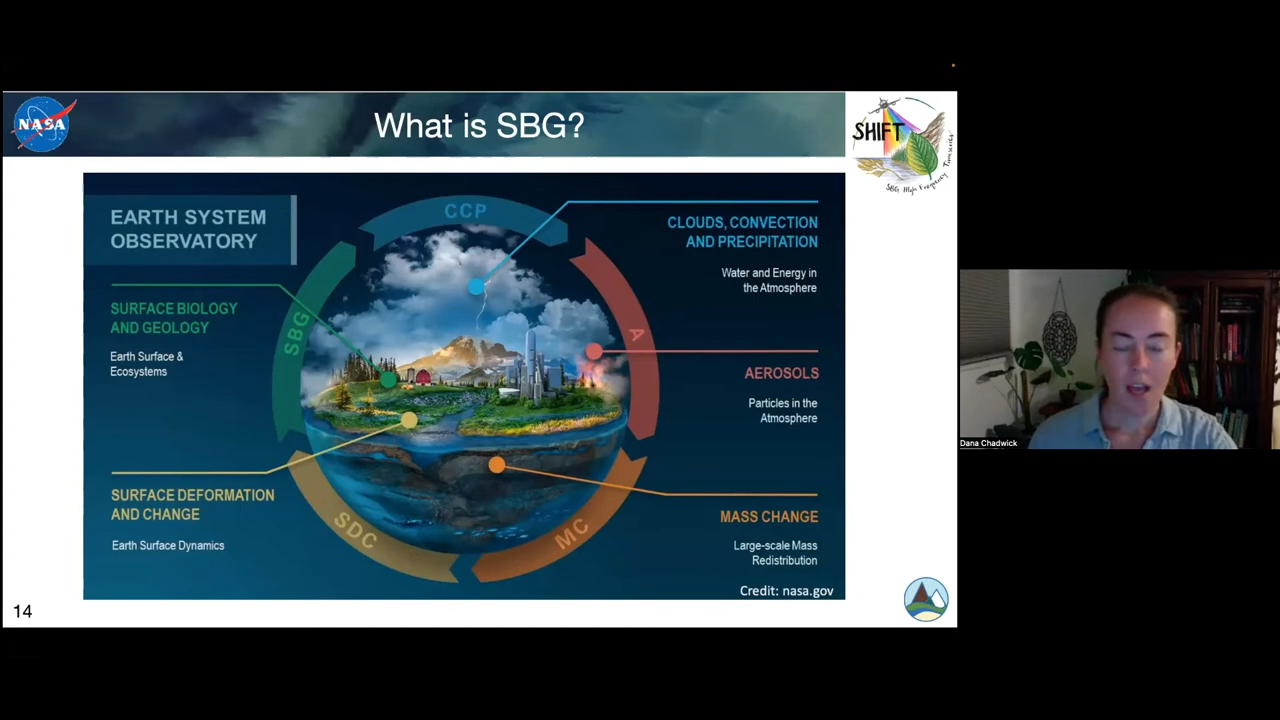 NASA
What is SBG?
SHIFT
SBG High Frequency Timeseries
EARTH SYSTEM
OBSERVATORY
CCP
CLOUDS, CONVECTION
AND PRECIPITATION
Water and Energy in
the Atmosphere
SURFACE BIOLOGY
AND GEOLOGY
Earth Surface &
Ecosystems
SBG
A
AEROSOLS
Particles in the
Atmosphere
SURFACE DEFORMATION
AND CHANGE
Earth Surface Dynamics
SDC
MC
MASS CHANGE
Large-scale Mass
Redistribution
Credit: nasa.gov
14
Dana Chadwick